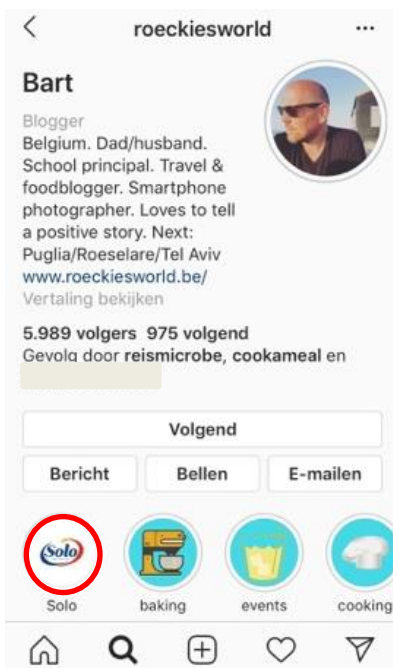 roeckiesworld
Bart
Blogger
Belgium. Dad/husband.
School principal. Travel &
foodblogger. Smartphone
photographer. Loves to tell
a positive story. Next:
Puglia/Roeselare/Tel Aviv
www.roeckiesworld.be/
Vertaling bekijken
5.989 volgers 975 volgend
Gevolg door reismicrobe, cookameal en
Volgend
Bericht Bellen E-mailen
Solo
Solo baking events cooking